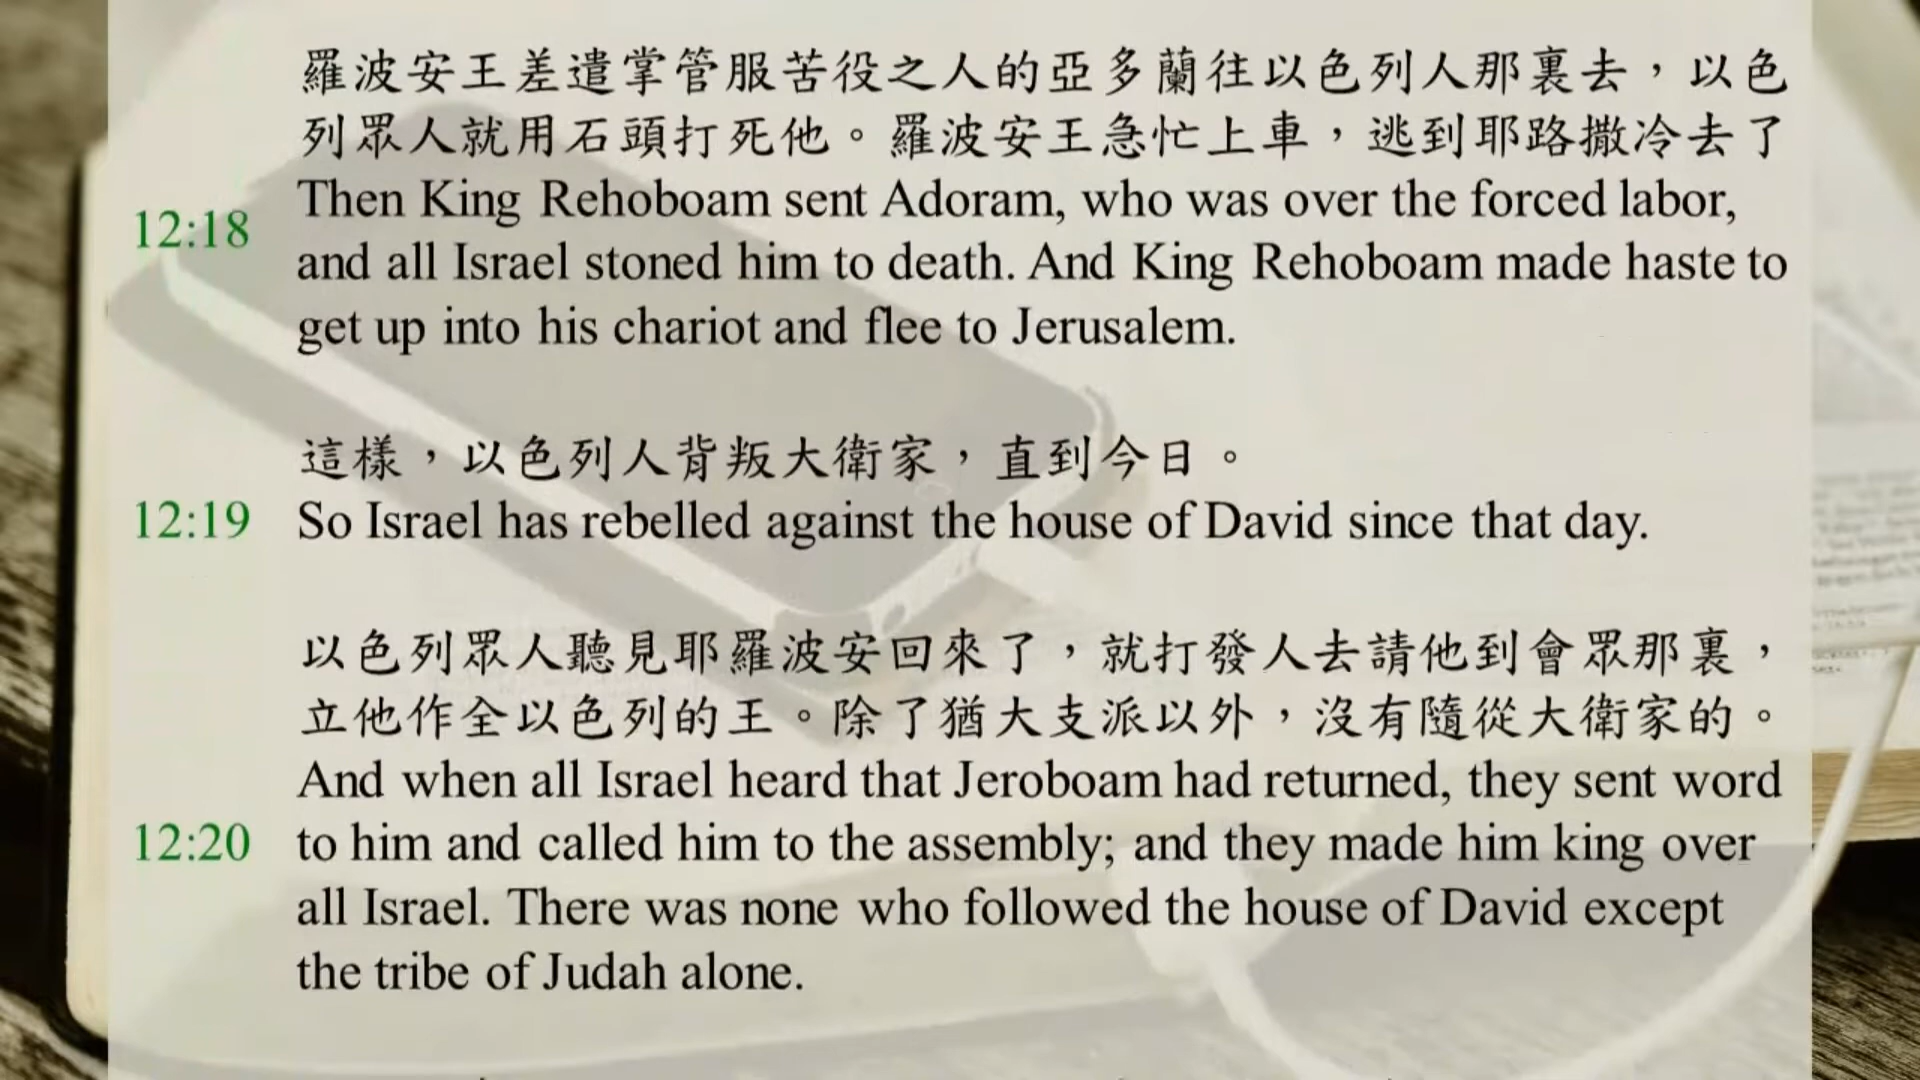 羅波安王差遣掌管服苦役之人的亞多蘭往以色列人那裏去，以色
列眾人就用石頭打死他。羅波安王急忙上車，逃到耶路撒冷去了
Then King Rehoboam sent Adoram, who was over the forced labor,
12:18
and all Israel stoned him to death. And King Rehoboam made haste to
get up into his chariot and flee to Jerusalem.
這樣，以色列人背叛大衛家，直到今日。
12:19 So Israel has rebelled against the house of David since that day.
以色列眾人聽見耶羅波安回來了，就打發人去請他到會眾那裏，
立他作全以色列的王。除了猶大支派以外，沒有隨從大衛家的。
And when all Israel heard that Jeroboam had returned, they sent word
12:20 to him and called him to the assembly; and they made him king over
all Israel. There was none who followed the house of David except
the tribe of Judah alone.